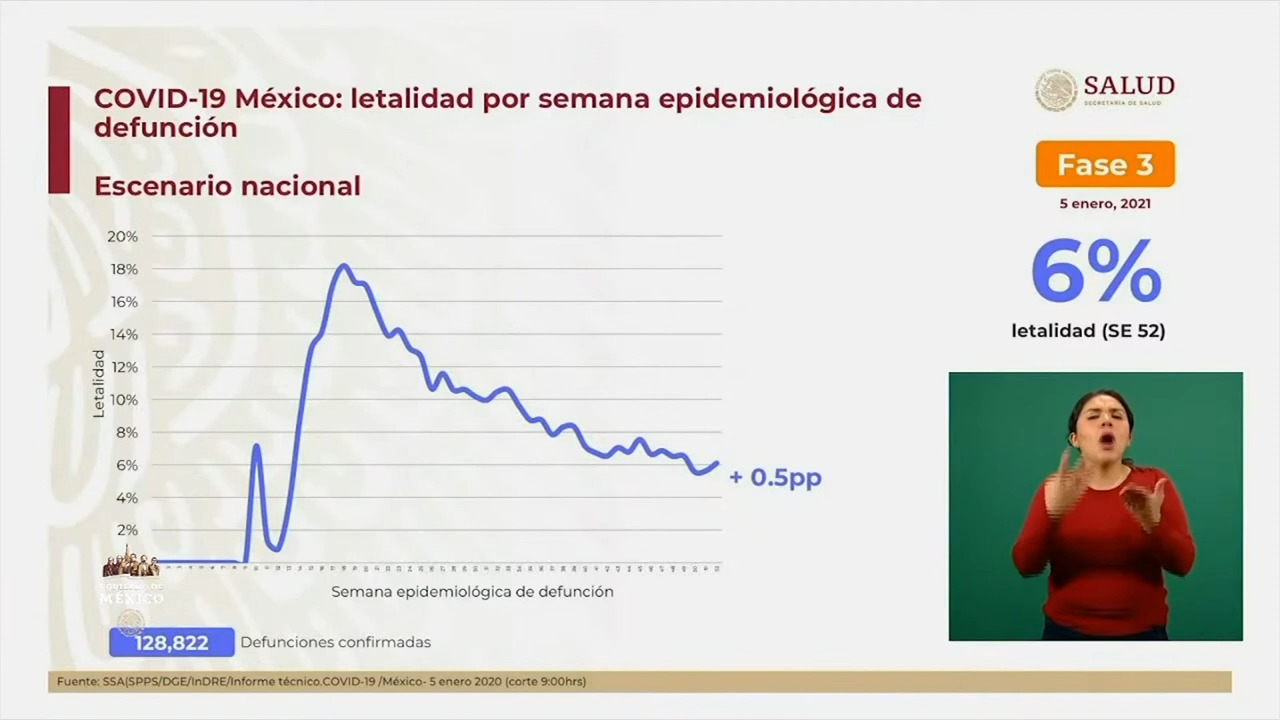 COVID-19 México: letalidad por semana epidemiológica de
defunción
Escenario nacional
SALUD
SECRETARÍA DE SALUD
Fase 3
5 enero, 2021
6%
letalidad (SE 52)
20%
18%
16%
14%
12%
10%
8%
6%
4%
2%
Letalidad
+ 0.5pp
Semana epidemiológica de defunción
GOBIERNO DE
MÉXICO
128,822 Defunciones confirmadas
Fuente: SSA(SPPS/DGE/InDRE/Informe técnico.COVID-19 /México- 5 enero 2020 (corte 9:00hrs)